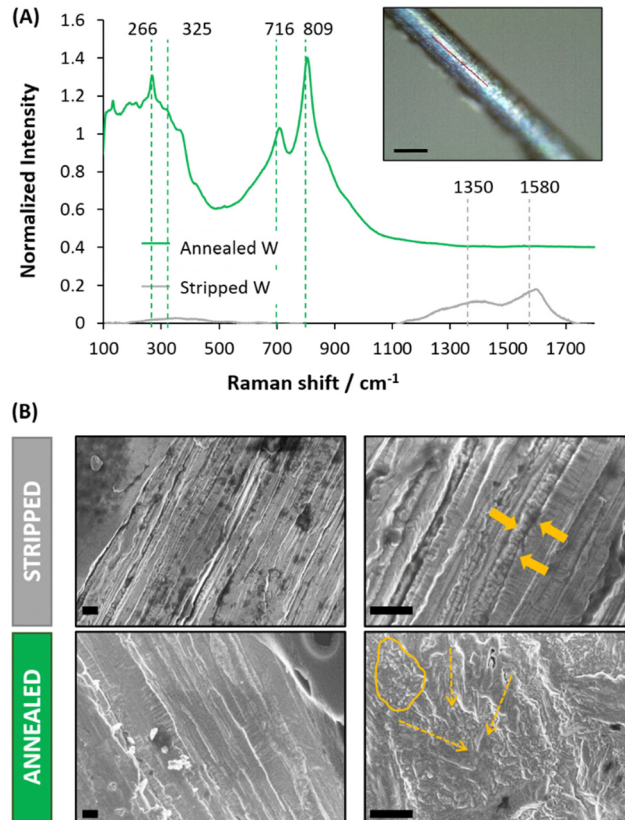 (A)
266 325 716 809
1.6
1.4
1.2
1
0.8
0.6
0.4
0.2
0
Normalized Intensity
1350 1580
Annealed W
Stripped W
100 300 500 700 900 1100 1300 1500 1700
Raman shift / cm⁻¹
(B)
STRIPPED
ANNEALED